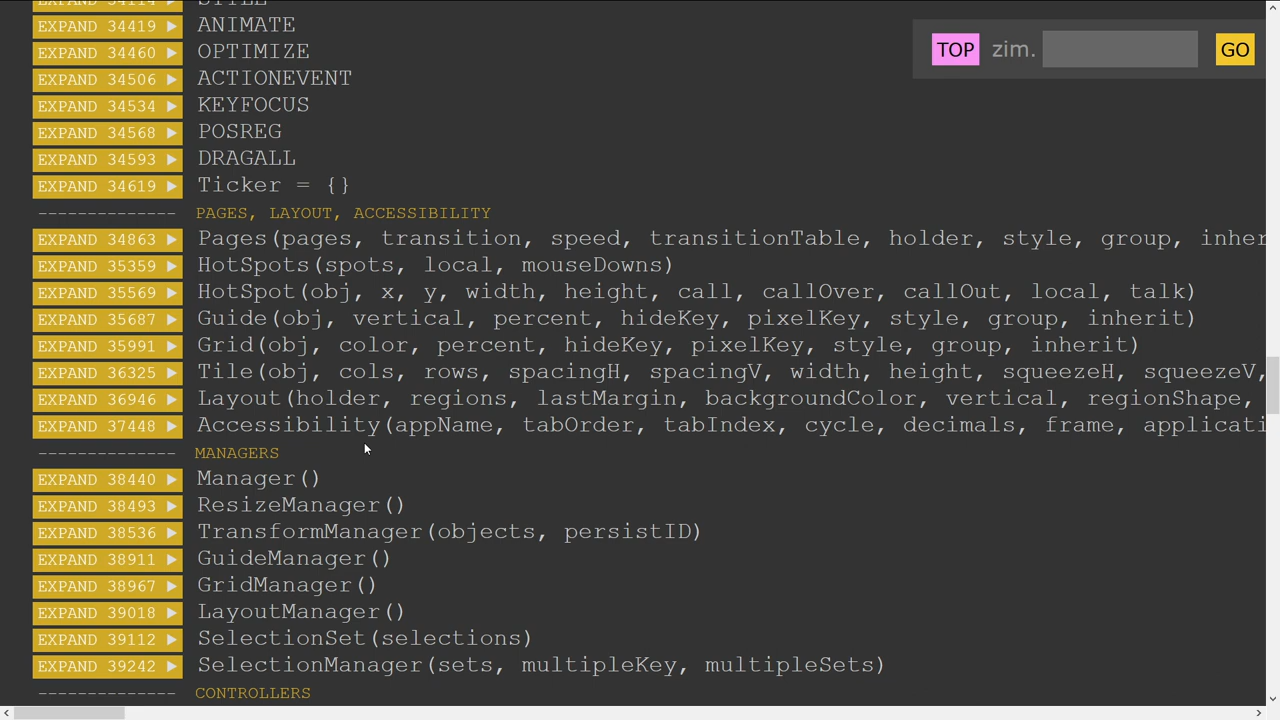 EXPAND 34114 STYLE
EXPAND 34419 ▶ ANIMATE
EXPAND 34460 ▶ OPTIMIZE
EXPAND 34506 ▶ ACTIONEVENT
EXPAND 34534 ▶ KEYFOCUS
EXPAND 34568 ▶ POSREG
EXPAND 34593 ▶ DRAGALL
EXPAND 34619 ▶ Ticker = {}
TOP zim. GO
-------------- PAGES, LAYOUT, ACCESSIBILITY
EXPAND 34863 ▶ Pages(pages, transition, speed, transitionTable, holder, style, group, inher
EXPAND 35359 ▶ HotSpots(spots, local, mouseDowns)
EXPAND 35569 ▶ HotSpot(obj, x, y, width, height, call, callOver, callOut, local, talk)
EXPAND 35687 ▶ Guide(obj, vertical, percent, hideKey, pixelKey, style, group, inherit)
EXPAND 35991 ▶ Grid(obj, color, percent, hideKey, pixelKey, style, group, inherit)
EXPAND 36325 ▶ Tile(obj, cols, rows, spacingH, spacingV, width, height, squeezeH, squeezeV,
EXPAND 36946 ▶ Layout(holder, regions, lastMargin, backgroundColor, vertical, regionShape,
EXPAND 37448 ▶ Accessibility(appName, tabOrder, tabIndex, cycle, decimals, frame, applicati
-------------- MANAGERS
EXPAND 38440 ▶ Manager()
EXPAND 38493 ▶ ResizeManager()
EXPAND 38536 ▶ TransformManager(objects, persistID)
EXPAND 38911 ▶ GuideManager()
EXPAND 38967 ▶ GridManager()
EXPAND 39018 ▶ LayoutManager()
EXPAND 39112 ▶ SelectionSet(selections)
EXPAND 39242 ▶ SelectionManager(sets, multipleKey, multipleSets)
-------------- CONTROLLERS